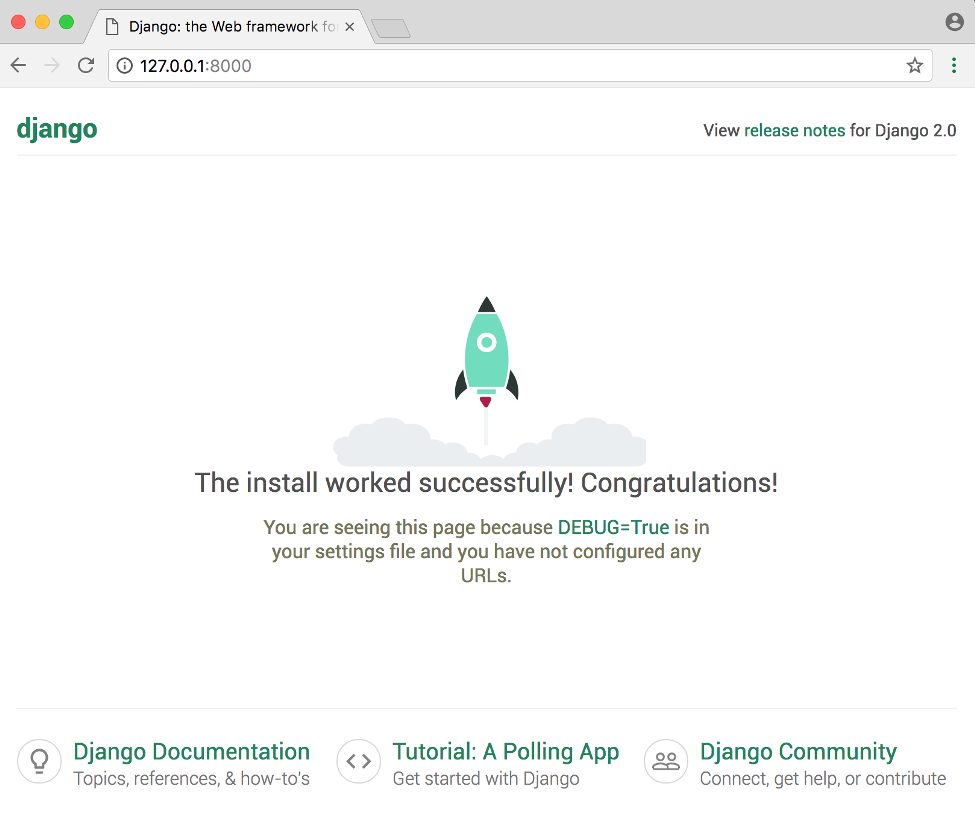 Django: the Web framework fo
127.0.0.1:8000
django
View release notes for Django 2.0
The install worked successfully! Congratulations!
You are seeing this page because DEBUG=True is in
your settings file and you have not configured any
URLs.
Django Documentation
Topics, references, & how-to's
Tutorial: A Polling App
Get started with Django
Django Community
Connect, get help, or contribute